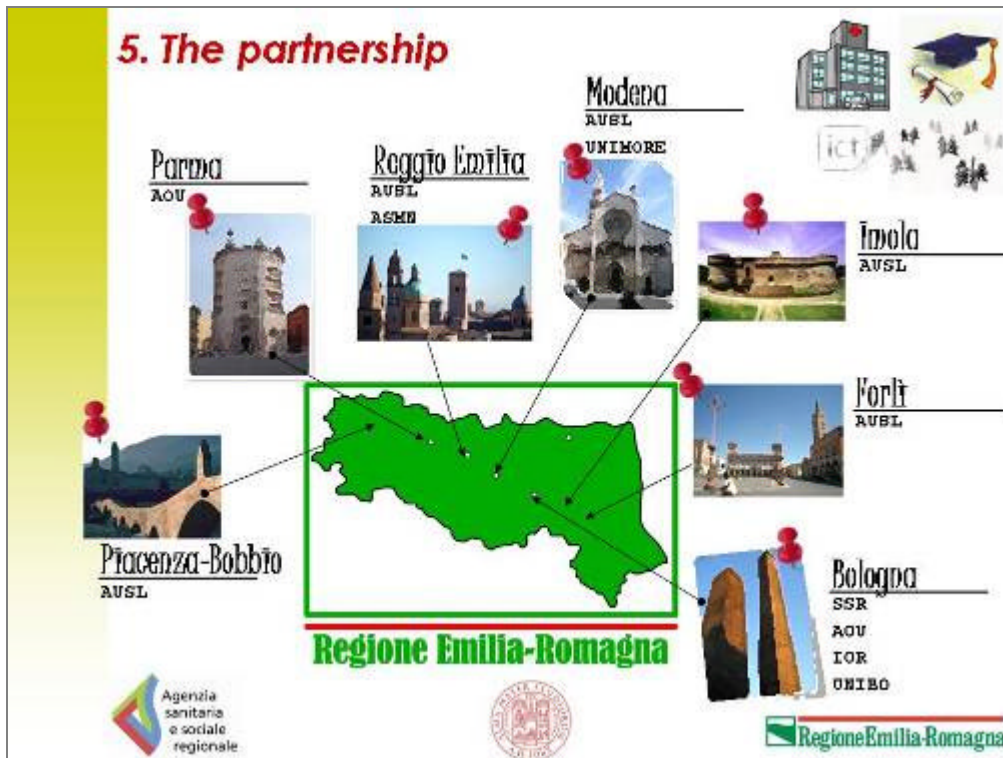 5. The partnership
Modena
AUSL
UNIMORE
ict
Parma
AOU
Reggio Emilia
AUSL
ASMN
Imola
AUSL
Forlì
AUSL
Piacenza-Bobbio
AUSL
Bologna
SSR
AOU
IOR
UNIBO
Regione Emilia-Romagna
Agenzia
sanitaria
e sociale
regionale
RegioneEmilia-Romagna